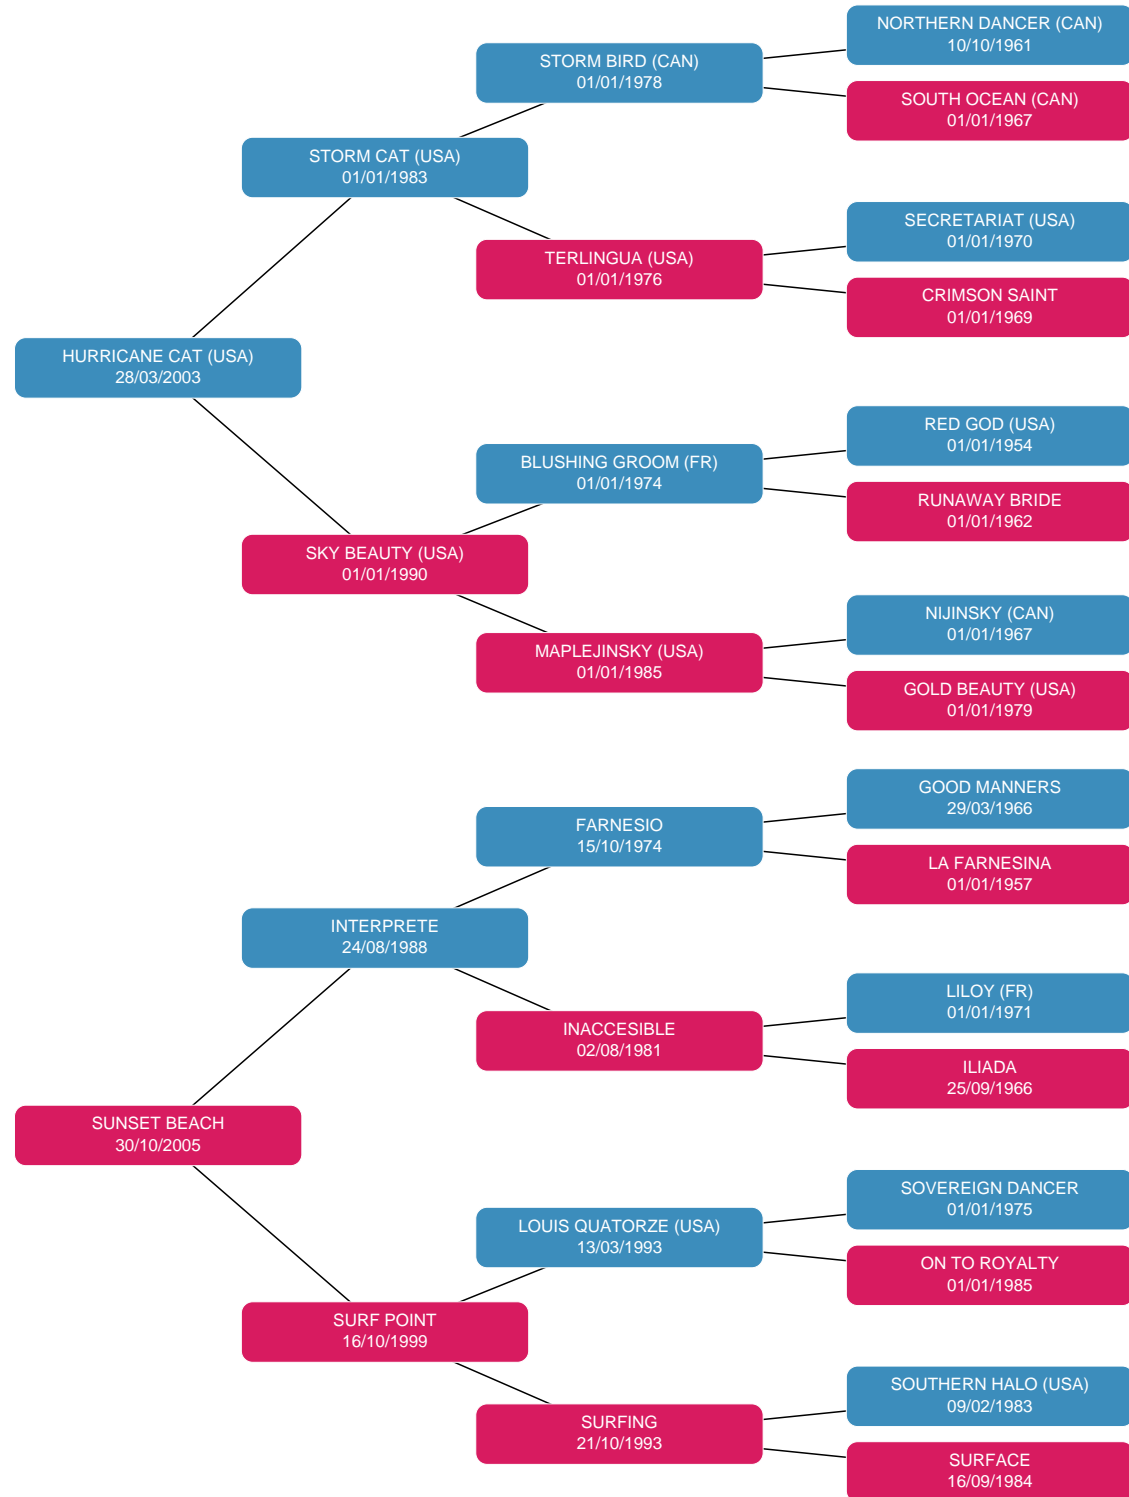 NORTHERN DANCER (CAN)
10/10/1961
STORM BIRD (CAN)
01/01/1978
SOUTH OCEAN (CAN)
01/01/1967
STORM CAT (USA)
01/01/1983
SECRETARIAT (USA)
01/01/1970
TERLINGUA (USA)
01/01/1976
CRIMSON SAINT
01/01/1969
HURRICANE CAT (USA)
28/03/2003
RED GOD (USA)
01/01/1954
BLUSHING GROOM (FR)
01/01/1974
RUNAWAY BRIDE
01/01/1962
SKY BEAUTY (USA)
01/01/1990
NIJINSKY (CAN)
01/01/1967
MAPLEJINSKY (USA)
01/01/1985
GOLD BEAUTY (USA)
01/01/1979
GOOD MANNERS
29/03/1966
FARNESIO
15/10/1974
LA FARNESINA
01/01/1957
INTERPRETE
24/08/1988
LILOY (FR)
01/01/1971
INACCESIBLE
02/08/1981
ILIADA
25/09/1966
SUNSET BEACH
30/10/2005
SOVEREIGN DANCER
01/01/1975
LOUIS QUATORZE (USA)
13/03/1993
ON TO ROYALTY
01/01/1985
SURF POINT
16/10/1999
SOUTHERN HALO (USA)
09/02/1983
SURFING
21/10/1993
SURFACE
16/09/1984